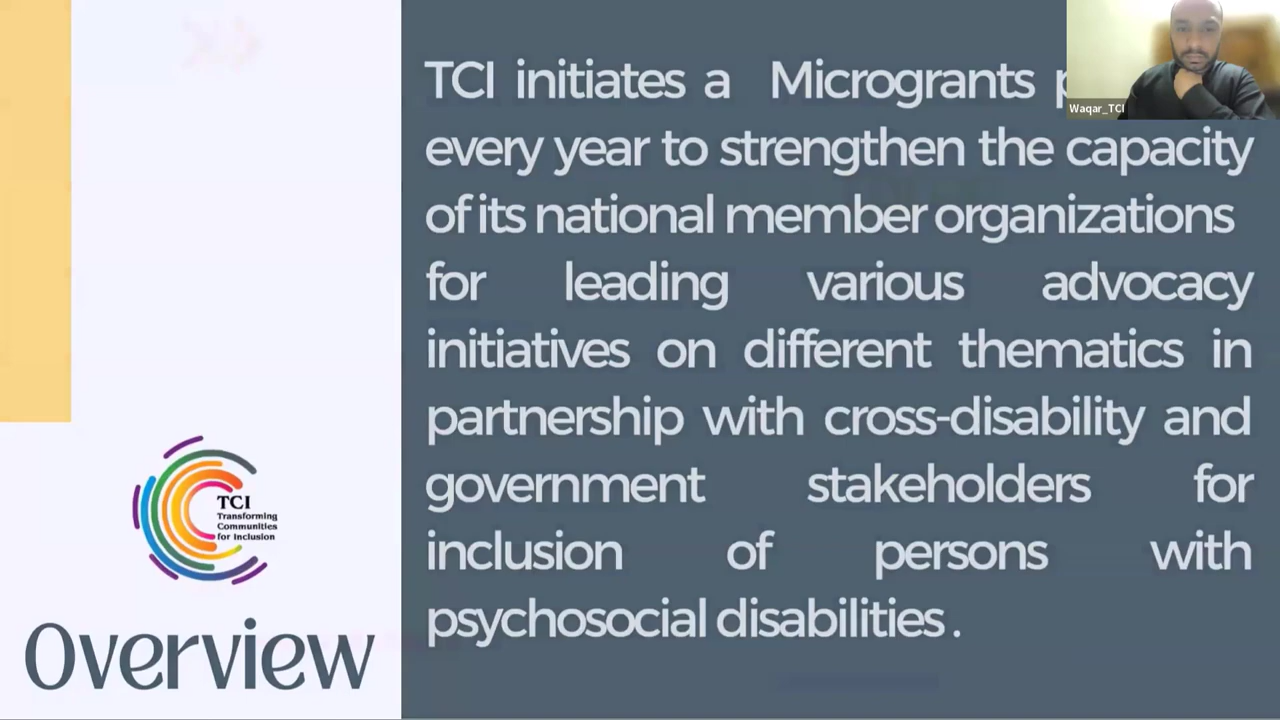 TCI initiates a Microgrants
every year to strengthen the capacity
of its national member organizations
for leading various advocacy
initiatives on different thematics in
partnership with cross-disability and
government stakeholders for
inclusion of persons with
psychosocial disabilities .
Waqar_TCI
TCI
Transforming
Communities
for Inclusion
Overview